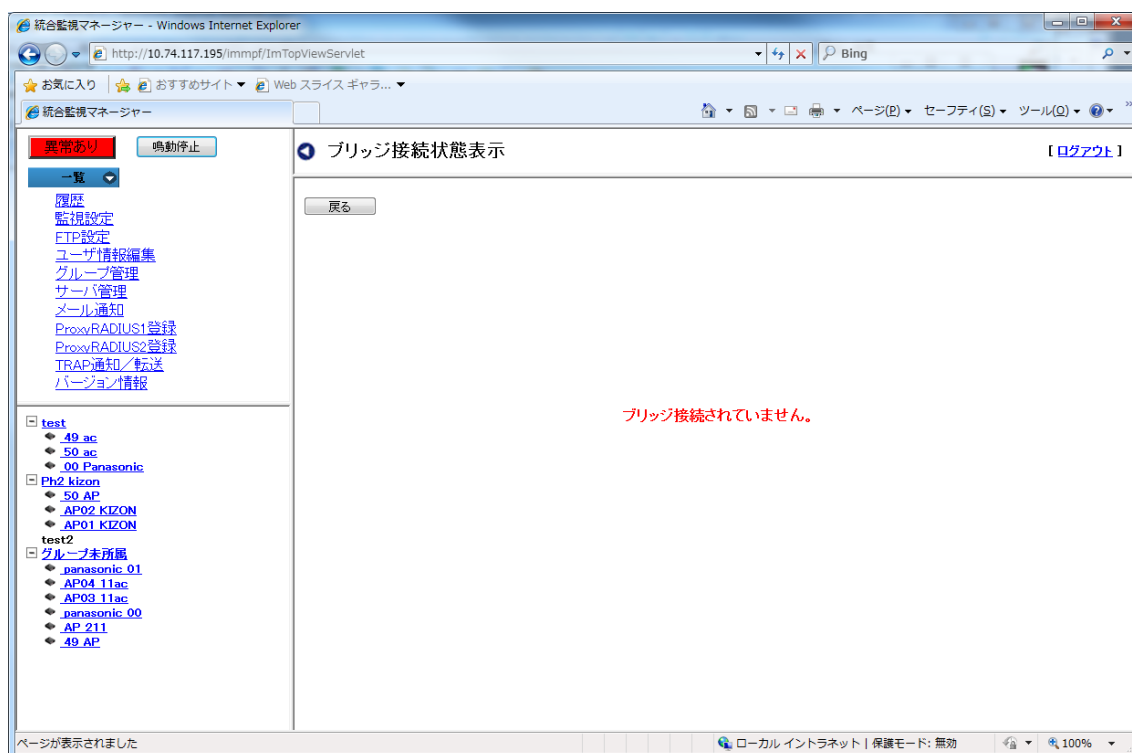 統合監視マネージャー - Windows Internet Explorer
http://10.74.117.195/immpf/ImTopViewServlet
Bing
お気に入り
おすすめサイト
Web スライス ギャラ...
統合監視マネージャー
ページ(P)
セーフティ(S)
ツール(O)
»
異常あり
鳴動停止
一覧
履歴
監視設定
FTP設定
ユーザ情報編集
グループ管理
サーバ管理
メール通知
ProxyRADIUS1登録
ProxyRADIUS2登録
TRAP通知／転送
バージョン情報
test
49 ac
50 ac
00 Panasonic
Ph2 kizon
50 AP
AP02 KIZON
AP01 KIZON
test2
グループ未所属
panasonic 01
AP04 11ac
AP03 11ac
panasonic 00
AP 211
49 AP
ブリッジ接続状態表示
[ ログアウト ]
戻る
ブリッジ接続されていません。
ページが表示されました
ローカル イントラネット | 保護モード: 無効
100%